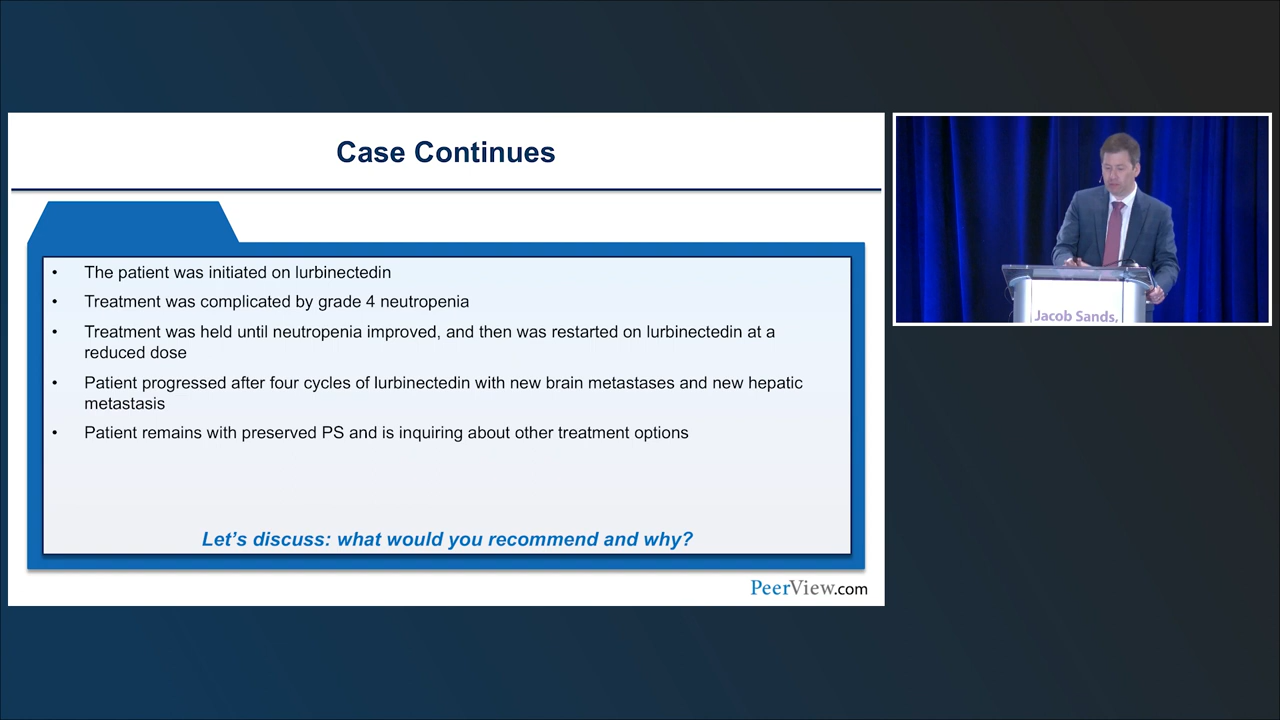 Case Continues
• The patient was initiated on lurbinectedin
• Treatment was complicated by grade 4 neutropenia
• Treatment was held until neutropenia improved, and then was restarted on lurbinectedin at a
reduced dose
• Patient progressed after four cycles of lurbinectedin with new brain metastases and new hepatic
metastasis
• Patient remains with preserved PS and is inquiring about other treatment options
Let's discuss: what would you recommend and why?
PeerView.com
Jacob Sands,